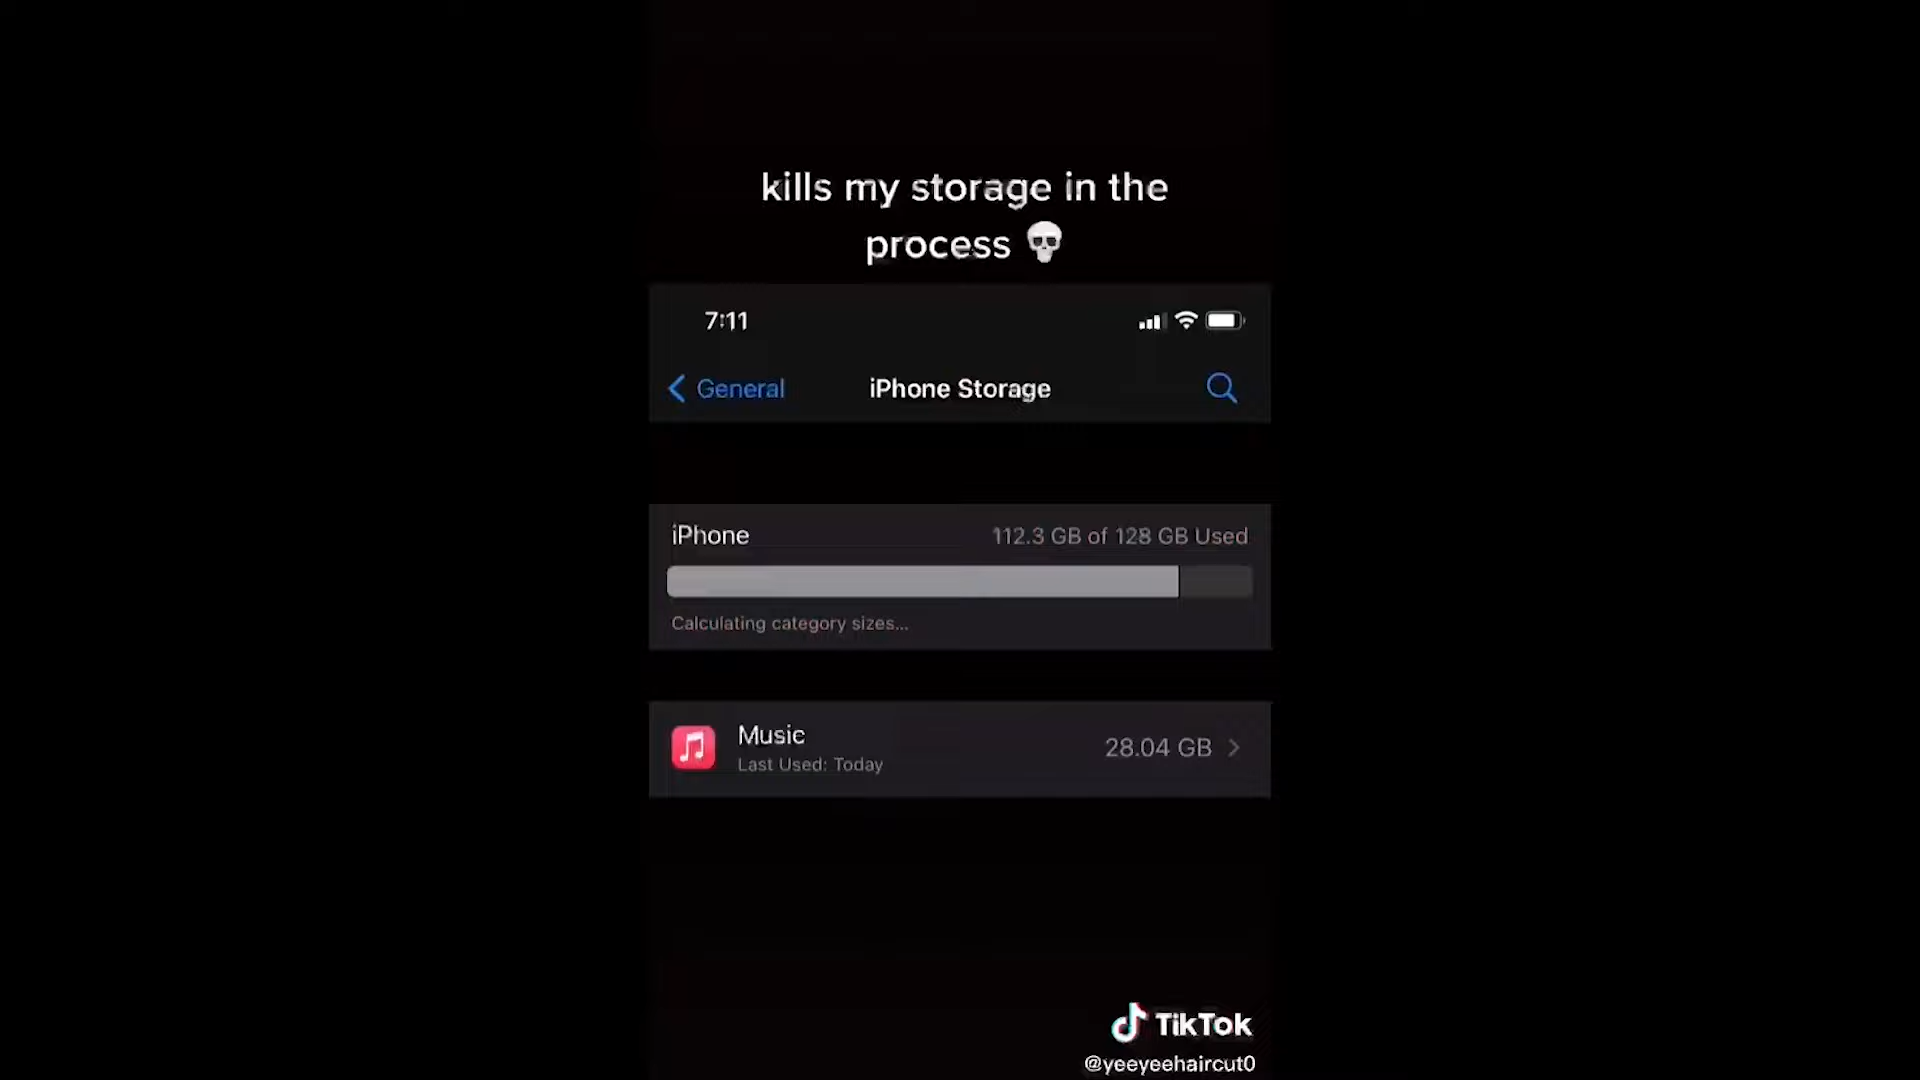 kills my storage in the
process 💀
7:11
General
iPhone Storage
iPhone
112.3 GB of 128 GB Used
Calculating category sizes...
Music
Last Used: Today
28.04 GB
TikTok
@yeeyeehaircut0